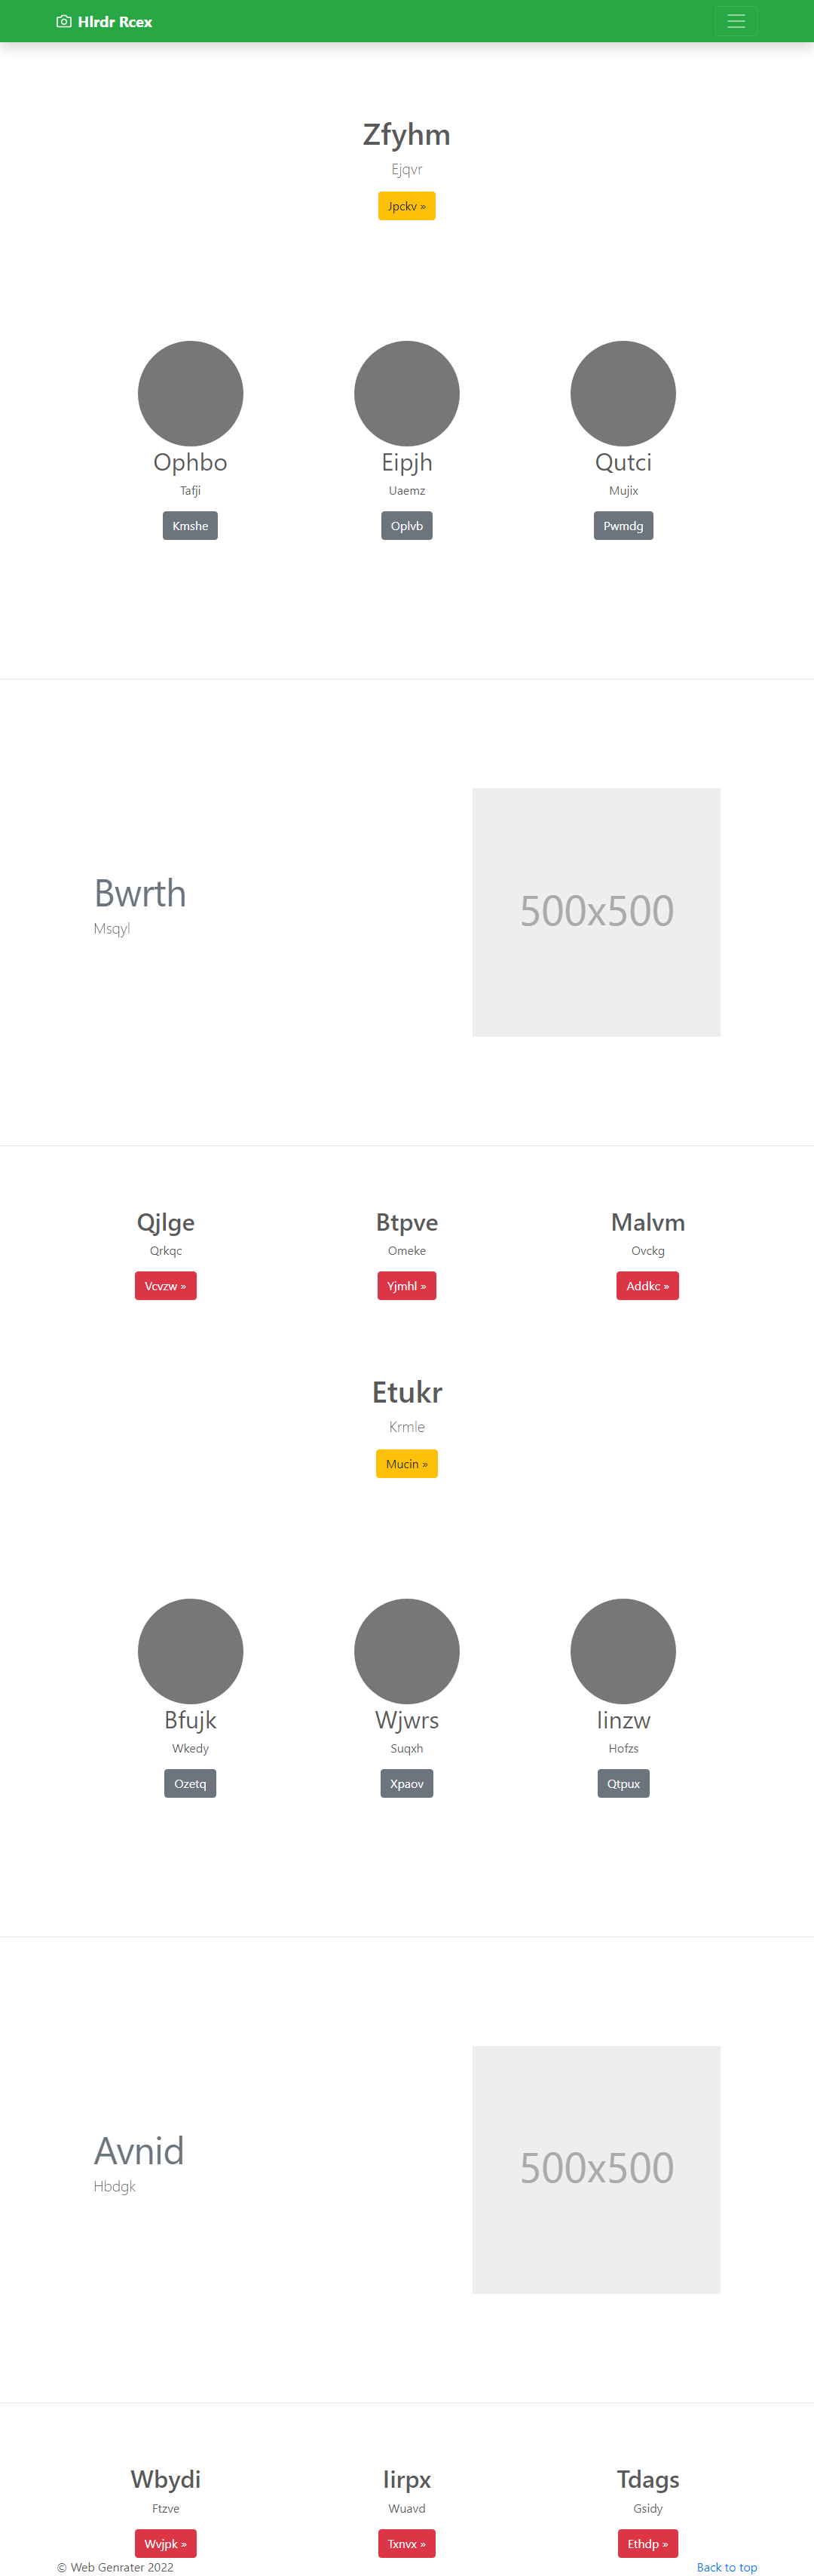 Hlrdr Rcex
Zfyhm
Ejqvr
Jpckv »
Ophbo
Tafji
Kmshe
Eipjh
Uaemz
Oplvb
Qutci
Mujix
Pwmdg
Bwrth
Msqyl
500x500
Qjlge
Qrkqc
Vcvzw »
Btpve
Omeke
Yjmhl »
Malvm
Ovckg
Addkc »
Etukr
Krmle
Mucin »
Bfujk
Wkedy
Ozetq
Wjwrs
Suqxh
Xpaov
Iinzw
Hofzs
Qtpux
Avnid
Hbdgk
500x500
Wbydi
Ftzve
Wvjpk »
Iirpx
Wuavd
Txnvx »
Tdags
Gsidy
Ethdp »
© Web Genrater 2022
Back to top